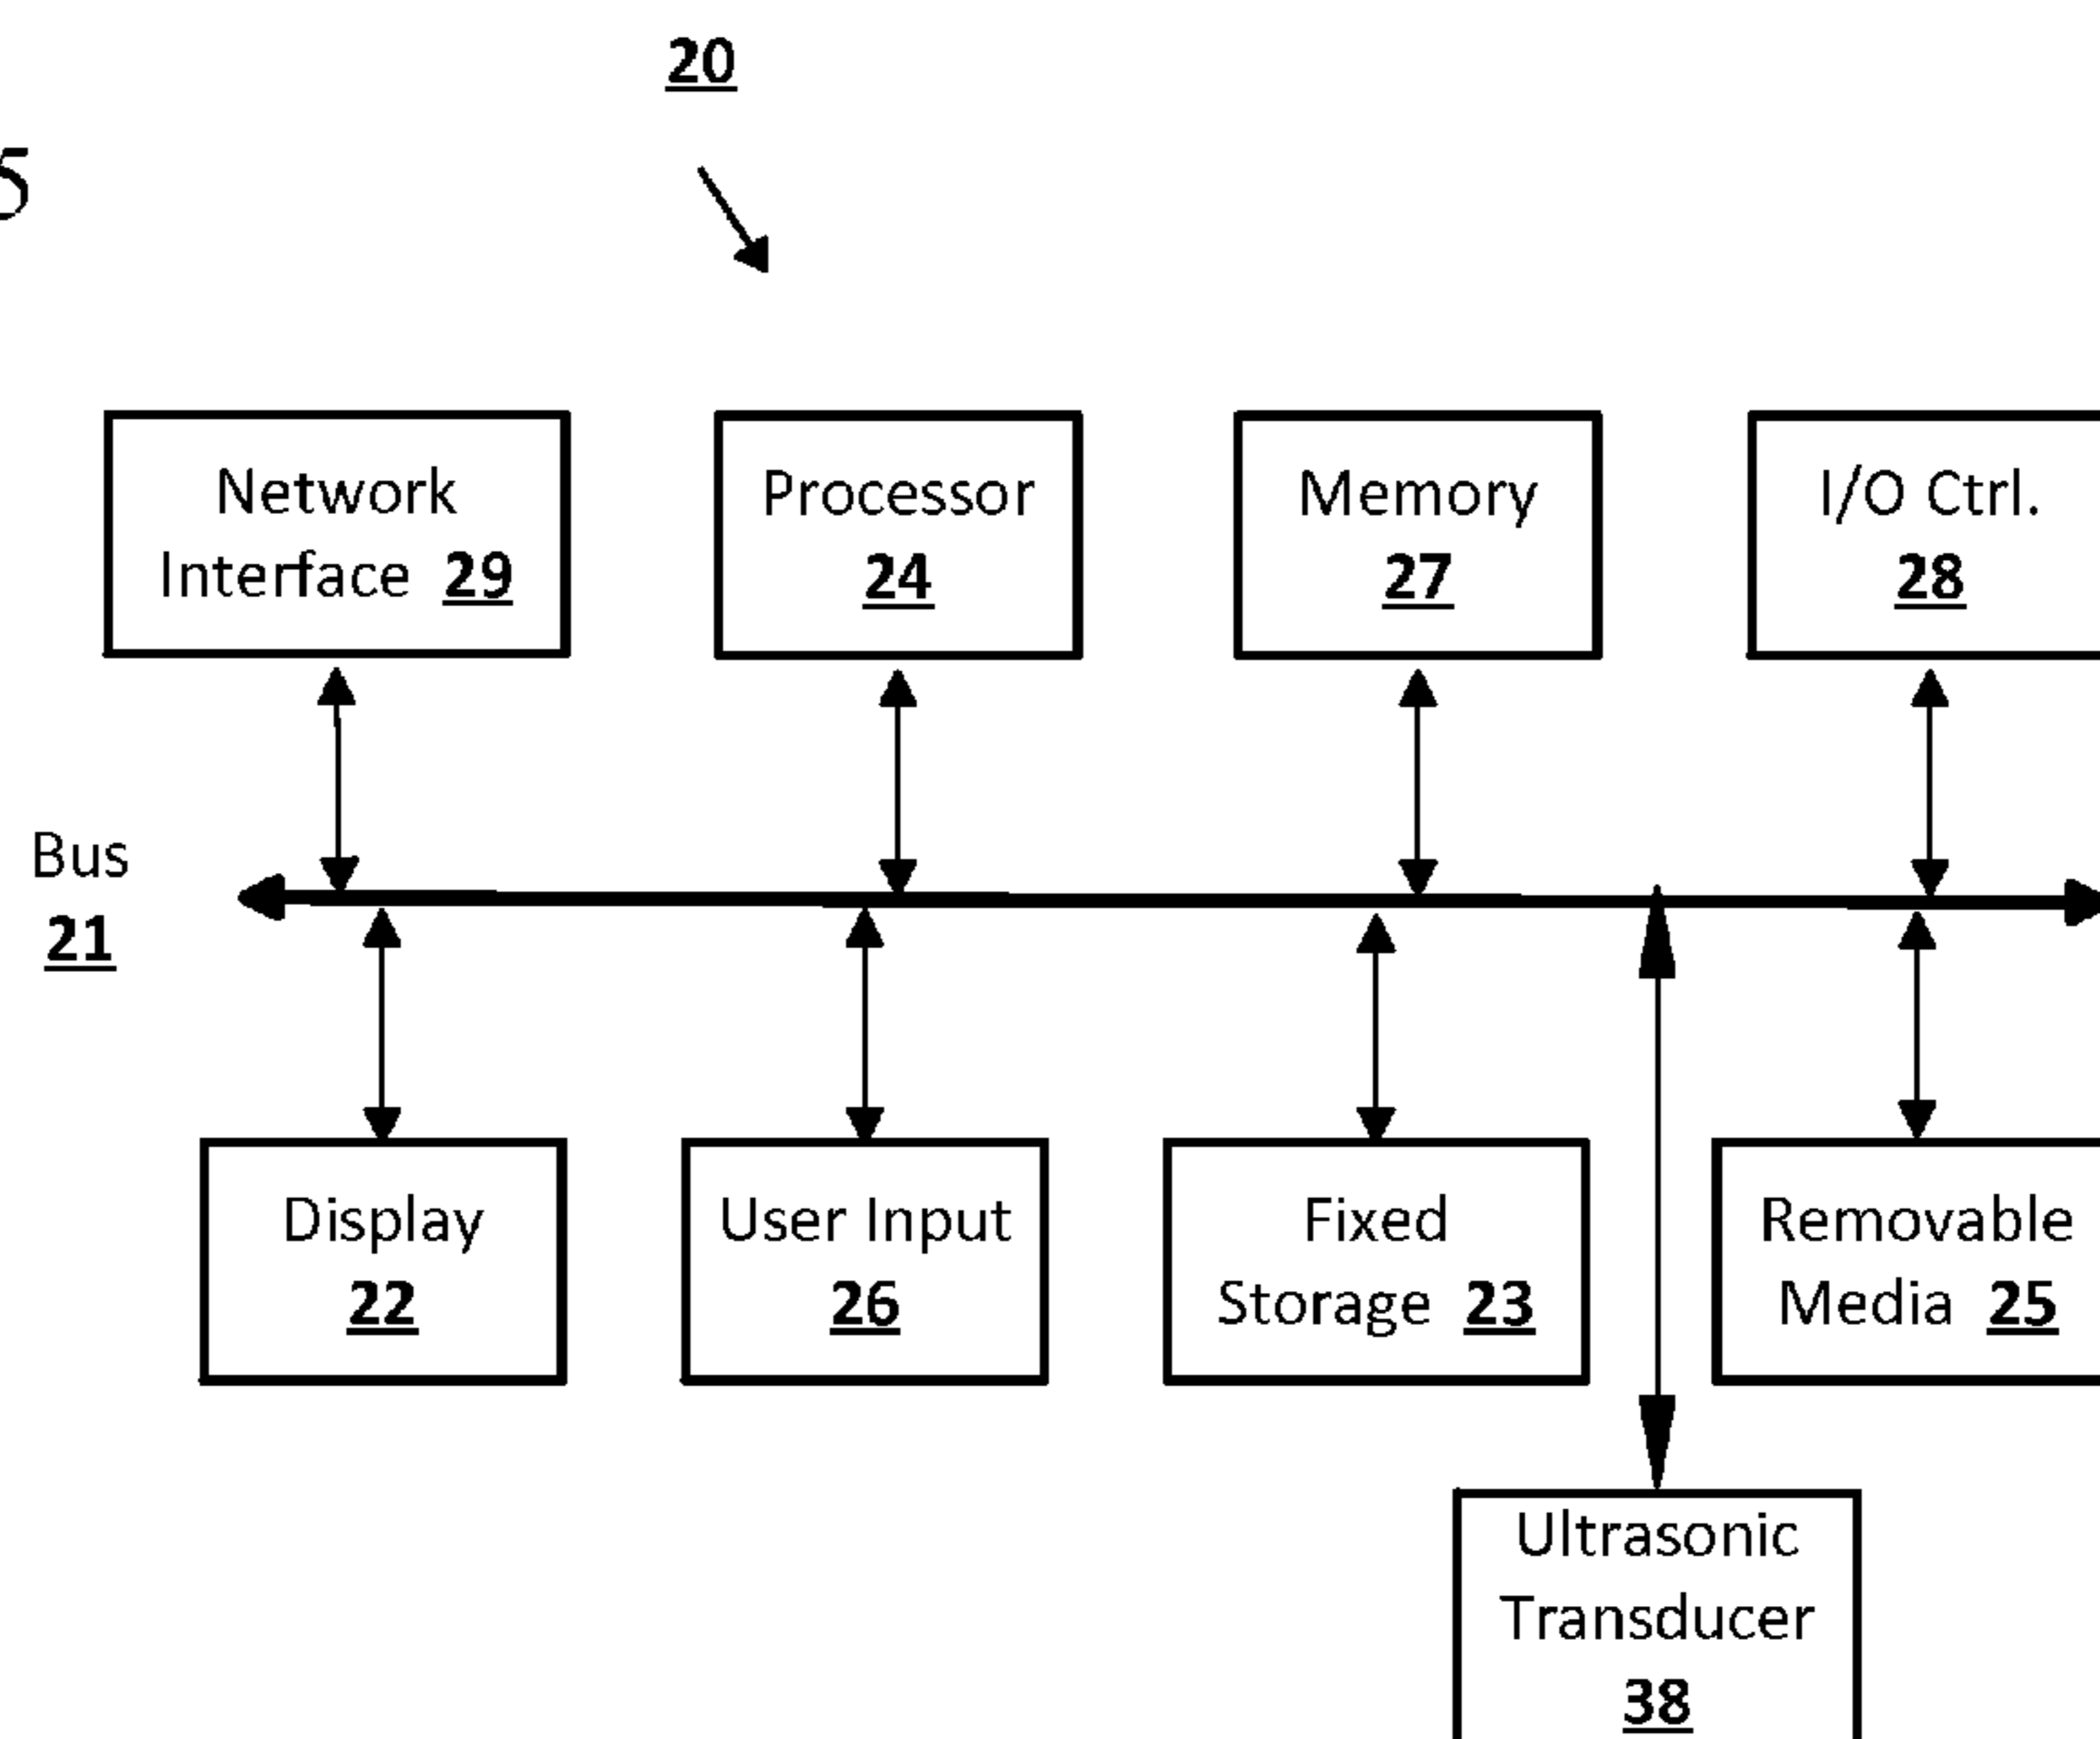 20
5
Network
Interface 29
Processor
24
Memory
27
I/O Ctrl.
28
Bus
21
Display
22
User Input
26
Fixed
Storage 23
Removable
Media 25
Ultrasonic
Transducer
38